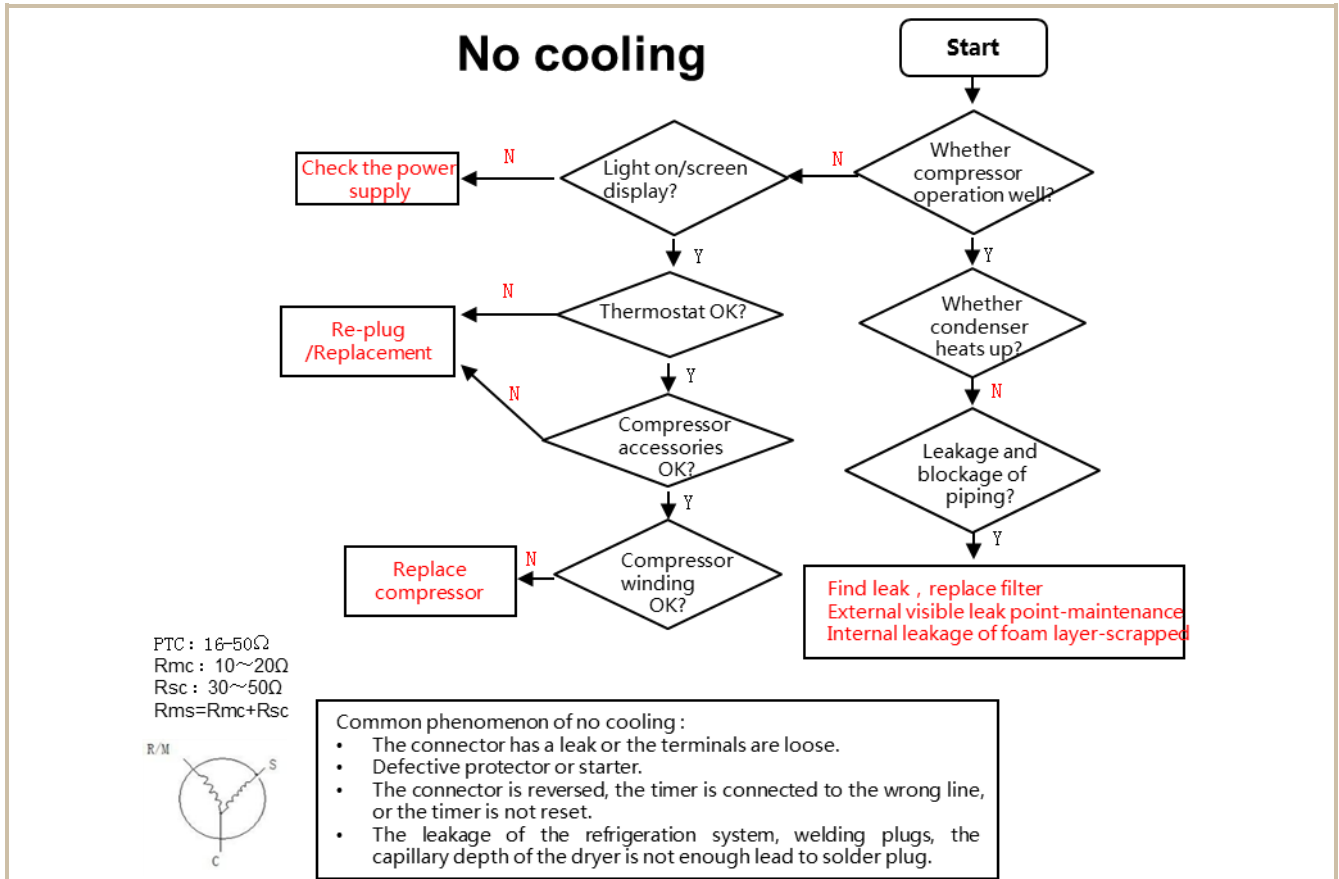 No cooling
Start
Whether
compressor
operation well?
N
Light on/screen
display?
N
Check the power
supply
Y
Y
Thermostat OK?
N
Re-plug
/Replacement
Whether
condenser
heats up?
Y
N
N
Compressor
accessories
OK?
Leakage and
blockage of
piping?
Y
Y
Compressor
winding
OK?
N
Replace
compressor
Find leak , replace filter
External visible leak point-maintenance
Internal leakage of foam layer-scrapped
PTC: 16-50Ω
Rmc : 10～20Ω
Rsc : 30～50Ω
Rms=Rmc+Rsc
R/M
S
C
Common phenomenon of no cooling :
• The connector has a leak or the terminals are loose.
• Defective protector or starter.
• The connector is reversed, the timer is connected to the wrong line,
or the timer is not reset.
• The leakage of the refrigeration system, welding plugs, the
capillary depth of the dryer is not enough lead to solder plug.